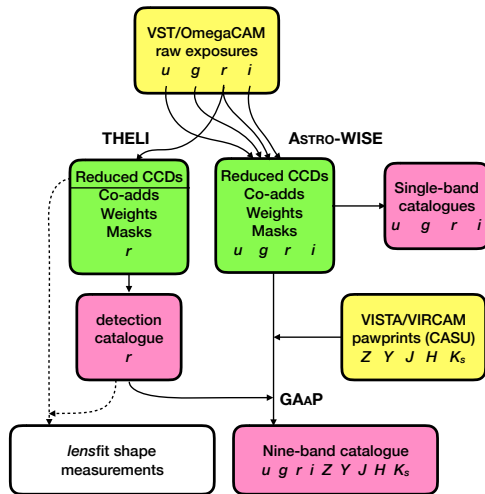 VST/OmegaCAM
raw exposures
u g r i
THELI
ASTRO-WISE
Reduced CCDs
Co-adds
Weights
Masks
r
Reduced CCDs
Co-adds
Weights
Masks
u g r i
Single-band
catalogues
u g r i
detection
catalogue
r
VISTA/VIRCAM
pawprints (CASU)
Z Y J H Ks
GAAP
lensfit shape
measurements
Nine-band catalogue
u g r i Z Y J H Ks